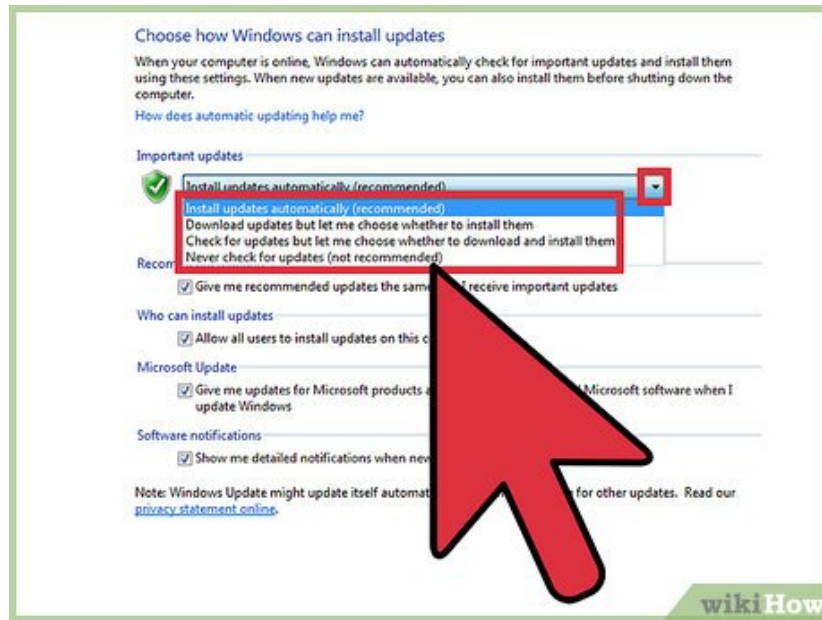 Choose how Windows can install updates
When your computer is online, Windows can automatically check for important updates and install them
using these settings. When new updates are available, you can also install them before shutting down the
computer.
How does automatic updating help me?
Important updates
Install updates automatically (recommended)
Install updates automatically (recommended)
Download updates but let me choose whether to install them
Check for updates but let me choose whether to download and install them
Never check for updates (not recommended)
Give me recommended updates the same I receive important updates
Who can install updates
Allow all users to install updates on this
Microsoft Update
Give me updates for Microsoft products Microsoft software when I
update Windows
Software notifications
Show me detailed notifications when
Note: Windows Update might update itself for other updates. Read our
privacy statement online.
wikiHow